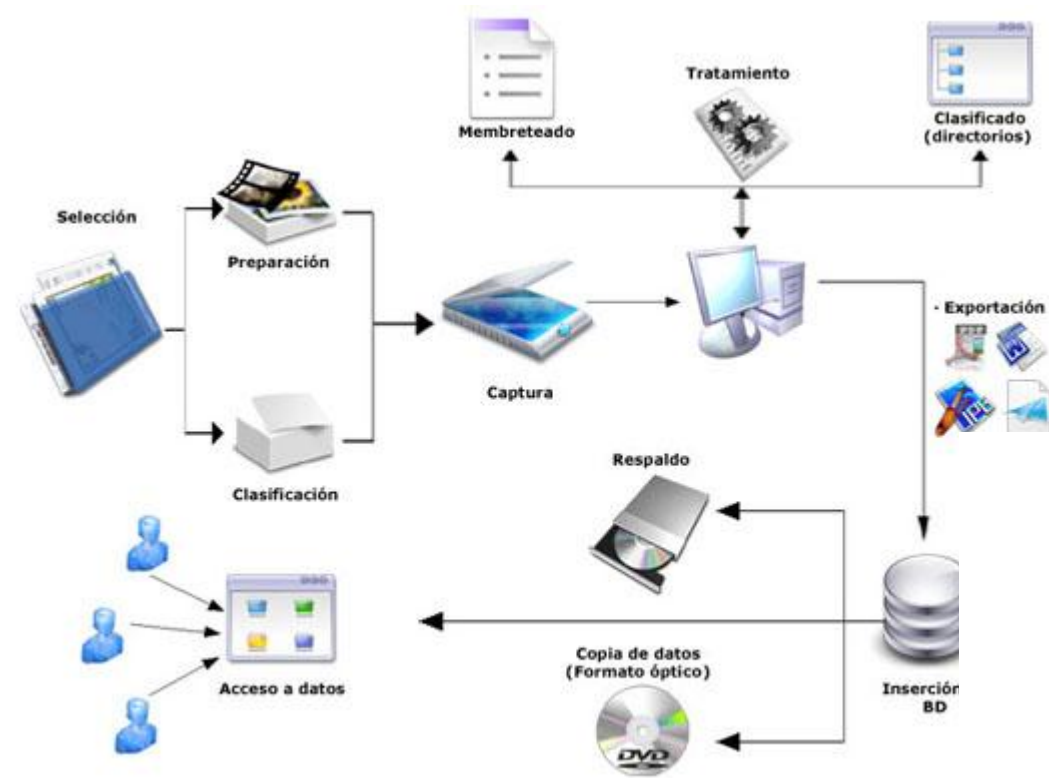 Selección
Preparación
Clasificación
Captura
Membreteado
Tratamiento
Clasificado
(directorios)
- Exportación
Inserción
BD
Respaldo
Copia de datos
(Formato óptico)
DVD
Acceso a datos